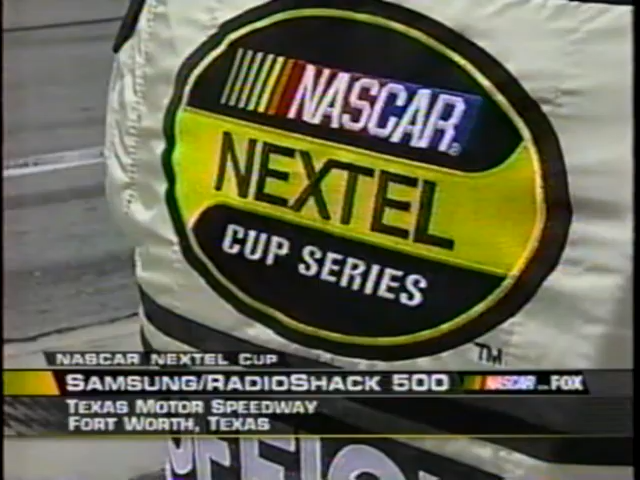 NASCAR®
NEXTEL
CUP SERIES
TM
NASCAR NEXTEL CUP
SAMSUNG/RADIOSHACK 500
NASCAR on FOX
TEXAS MOTOR SPEEDWAY
FORT WORTH, TEXAS